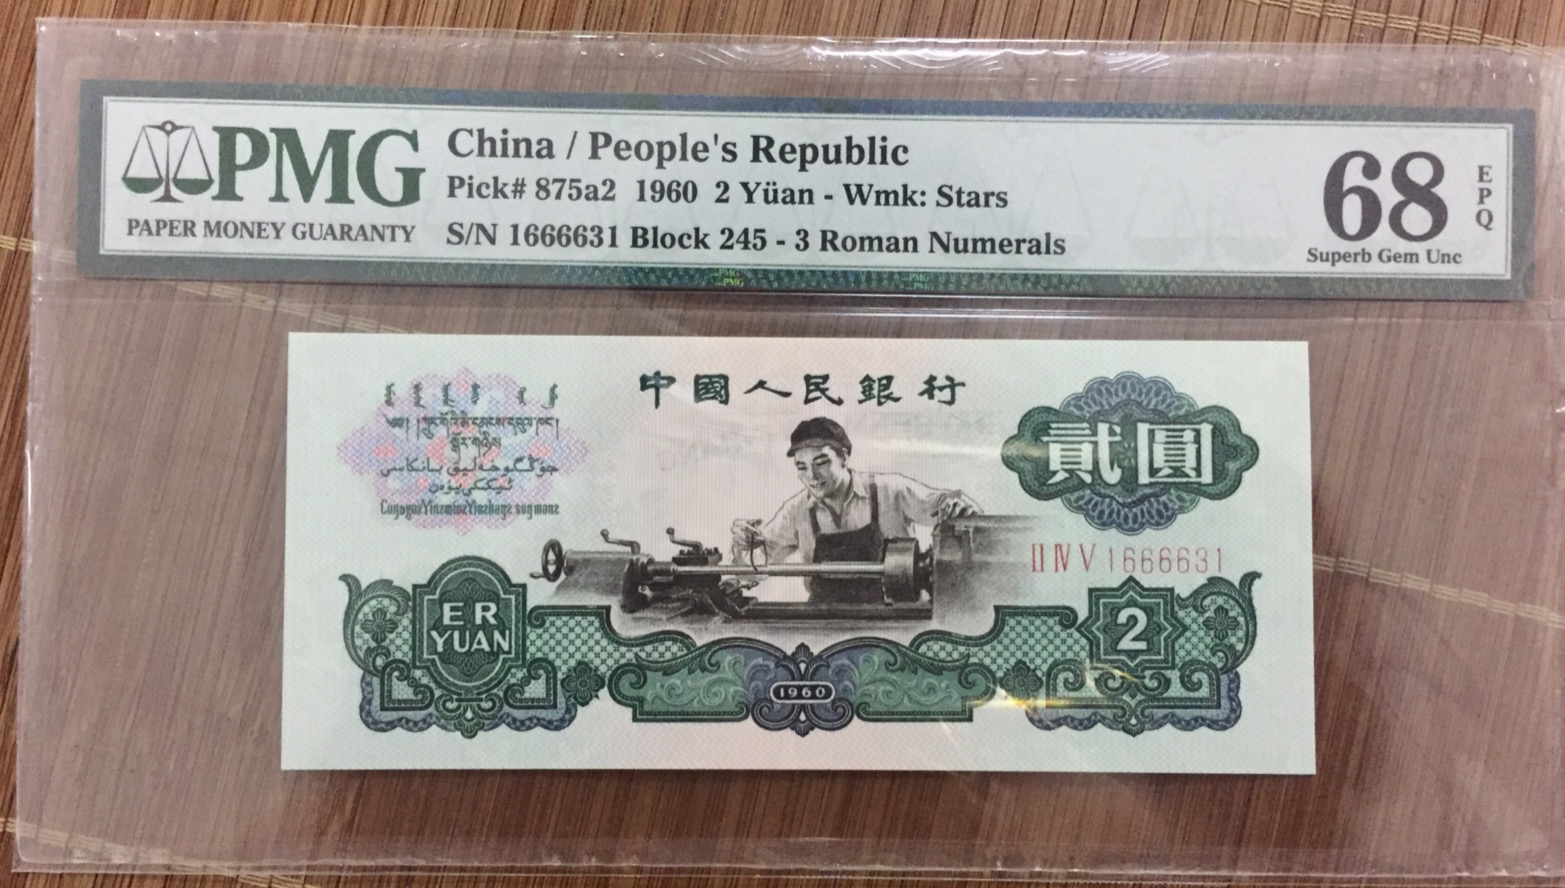 PMG
PAPER MONEY GUARANTY
China / People's Republic
Pick# 875a2 1960 2 Yüan - Wmk: Stars
S/N 1666631 Block 245 - 3 Roman Numerals
68
EPQ
Superb Gem Unc
中國人民銀行
貳圓
II IV V 1666631
ER
YUAN
2
1960